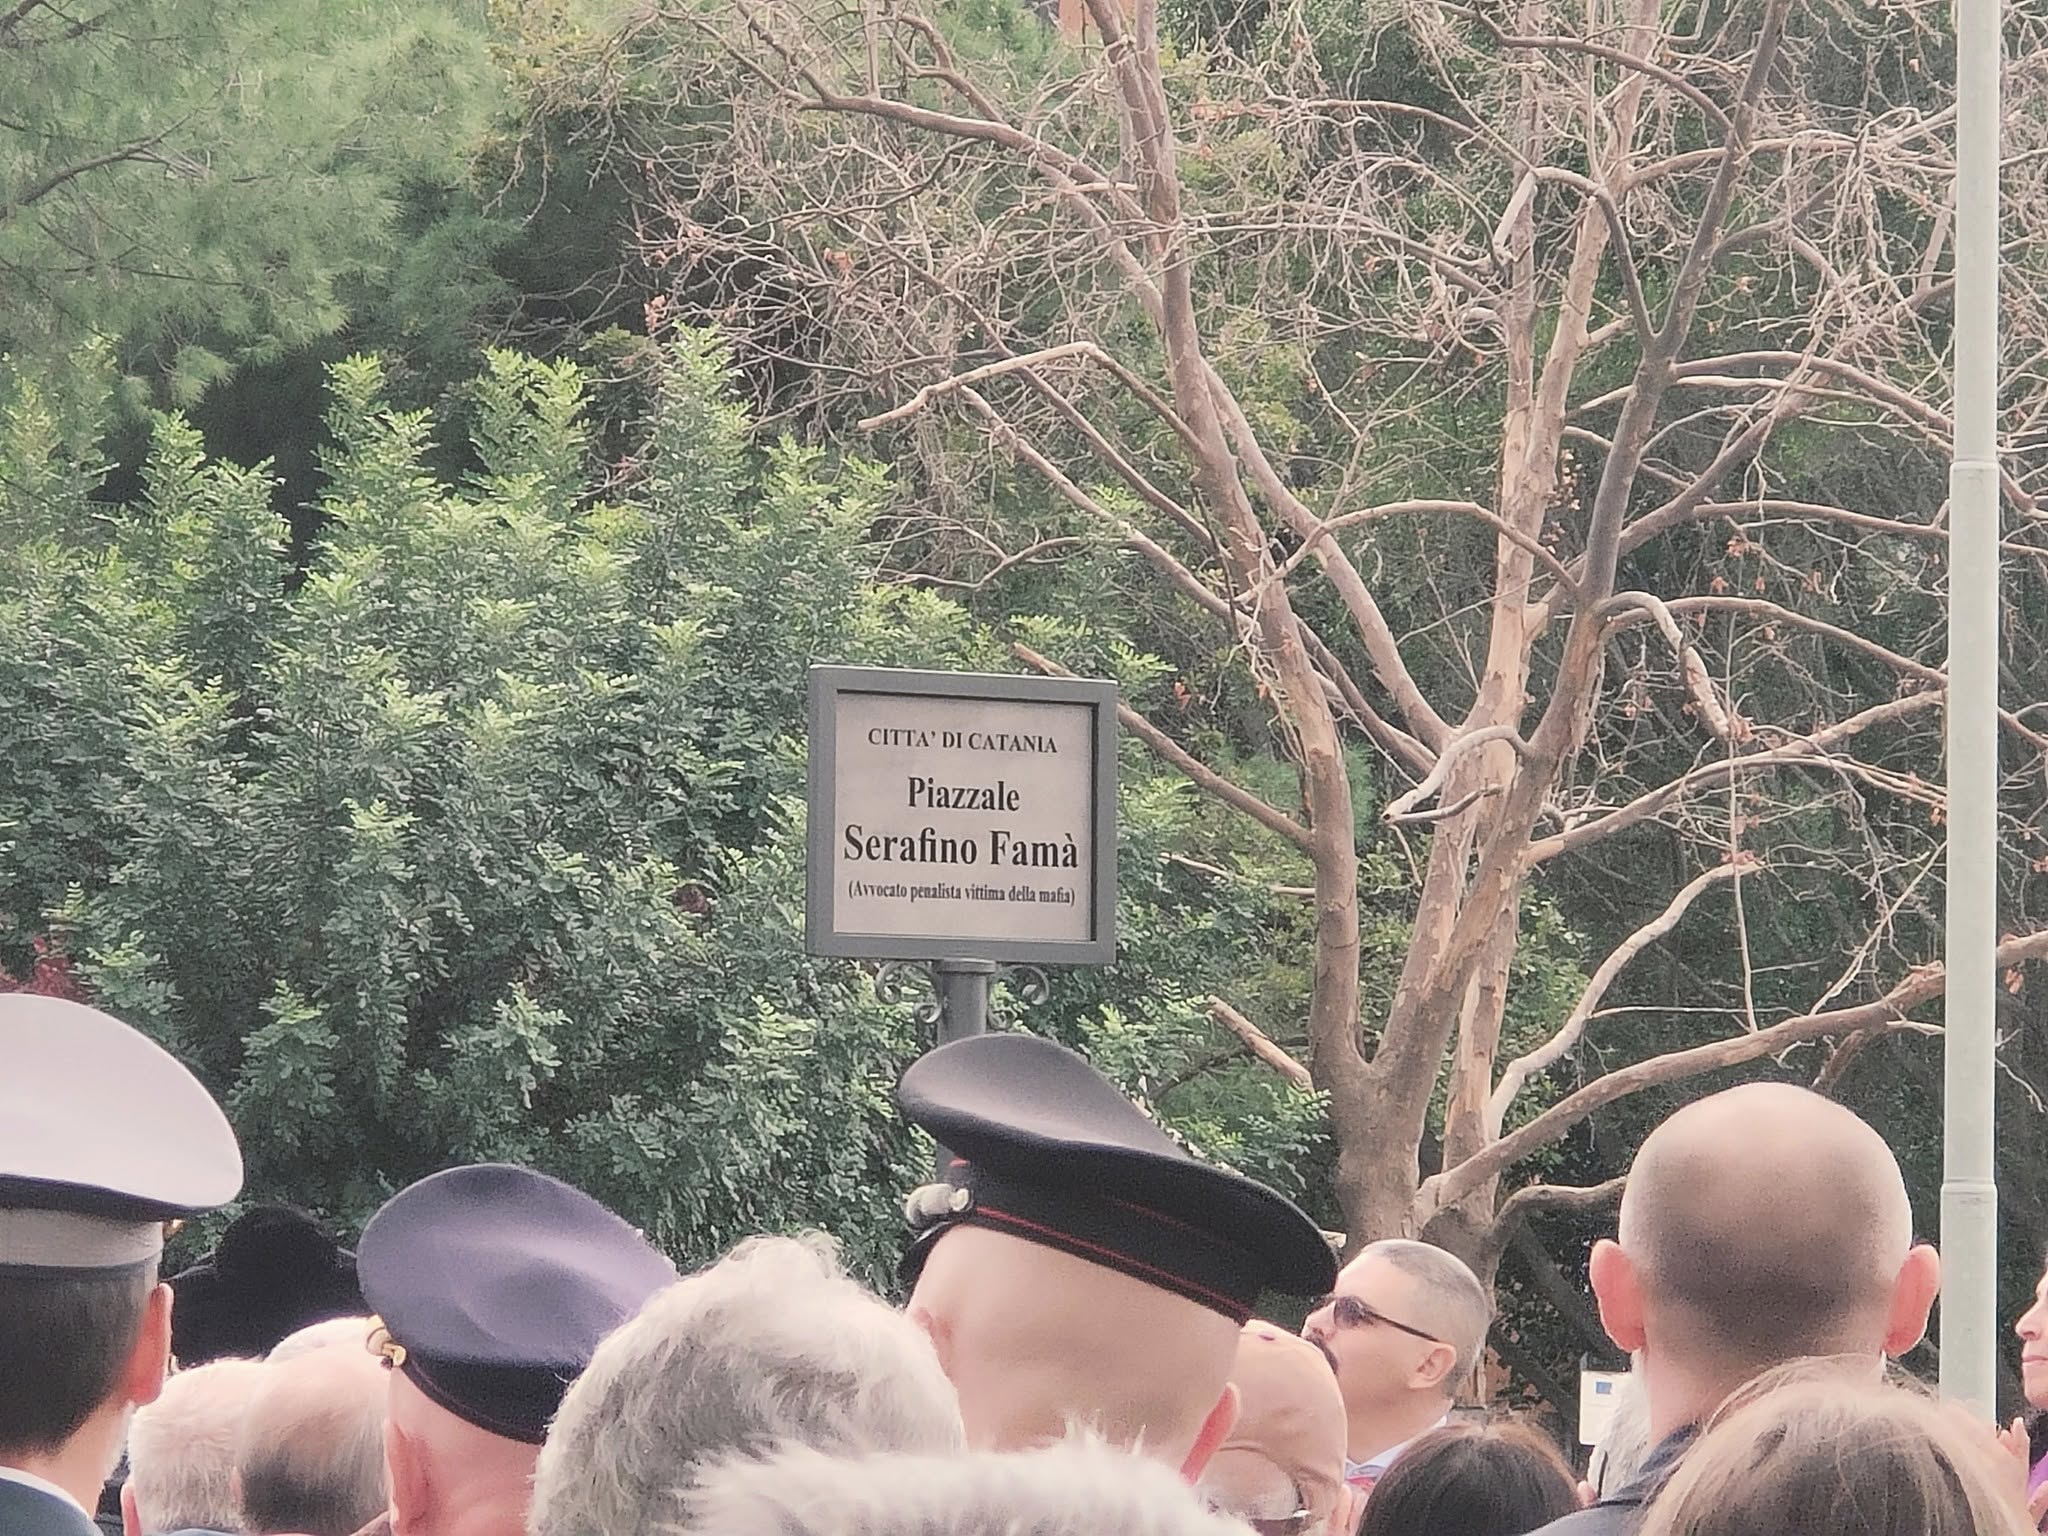 CITTA' DI CATANIA
Piazzale
Serafino Famà
(Avvocato penalista vittima della mafia)